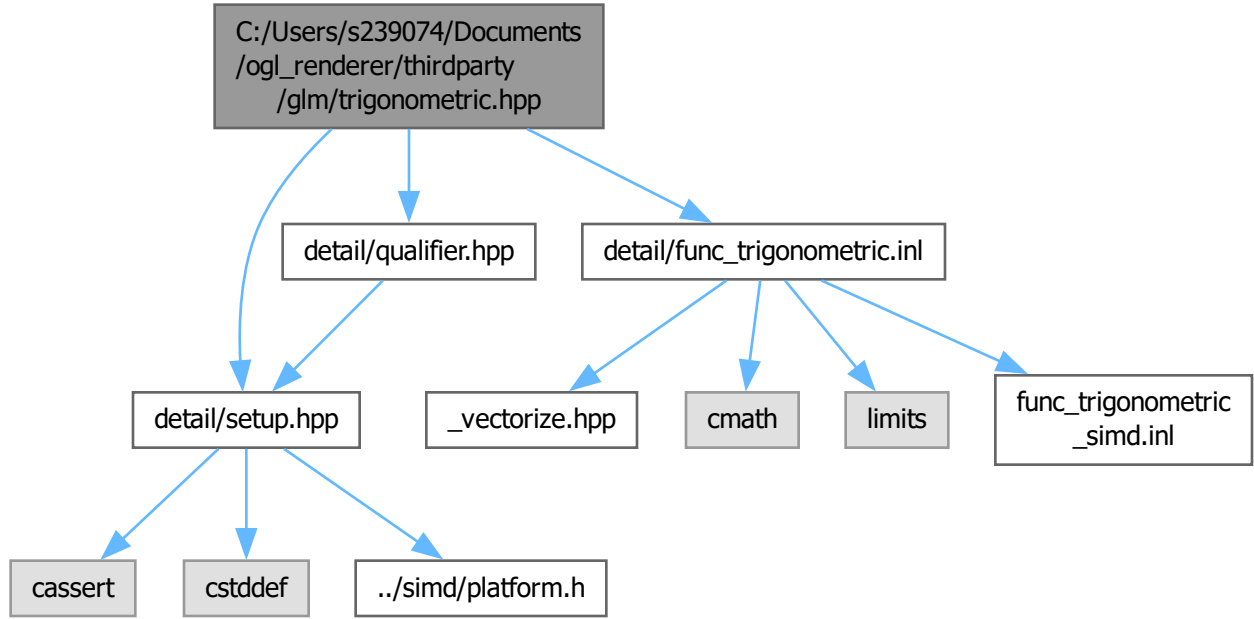 C:/Users/s239074/Documents
/ogl_renderer/thirdparty
/glm/trigonometric.hpp
detail/qualifier.hpp
detail/func_trigonometric.inl
detail/setup.hpp
_vectorize.hpp
cmath
limits
func_trigonometric
_simd.inl
cassert
cstddef
../simd/platform.h